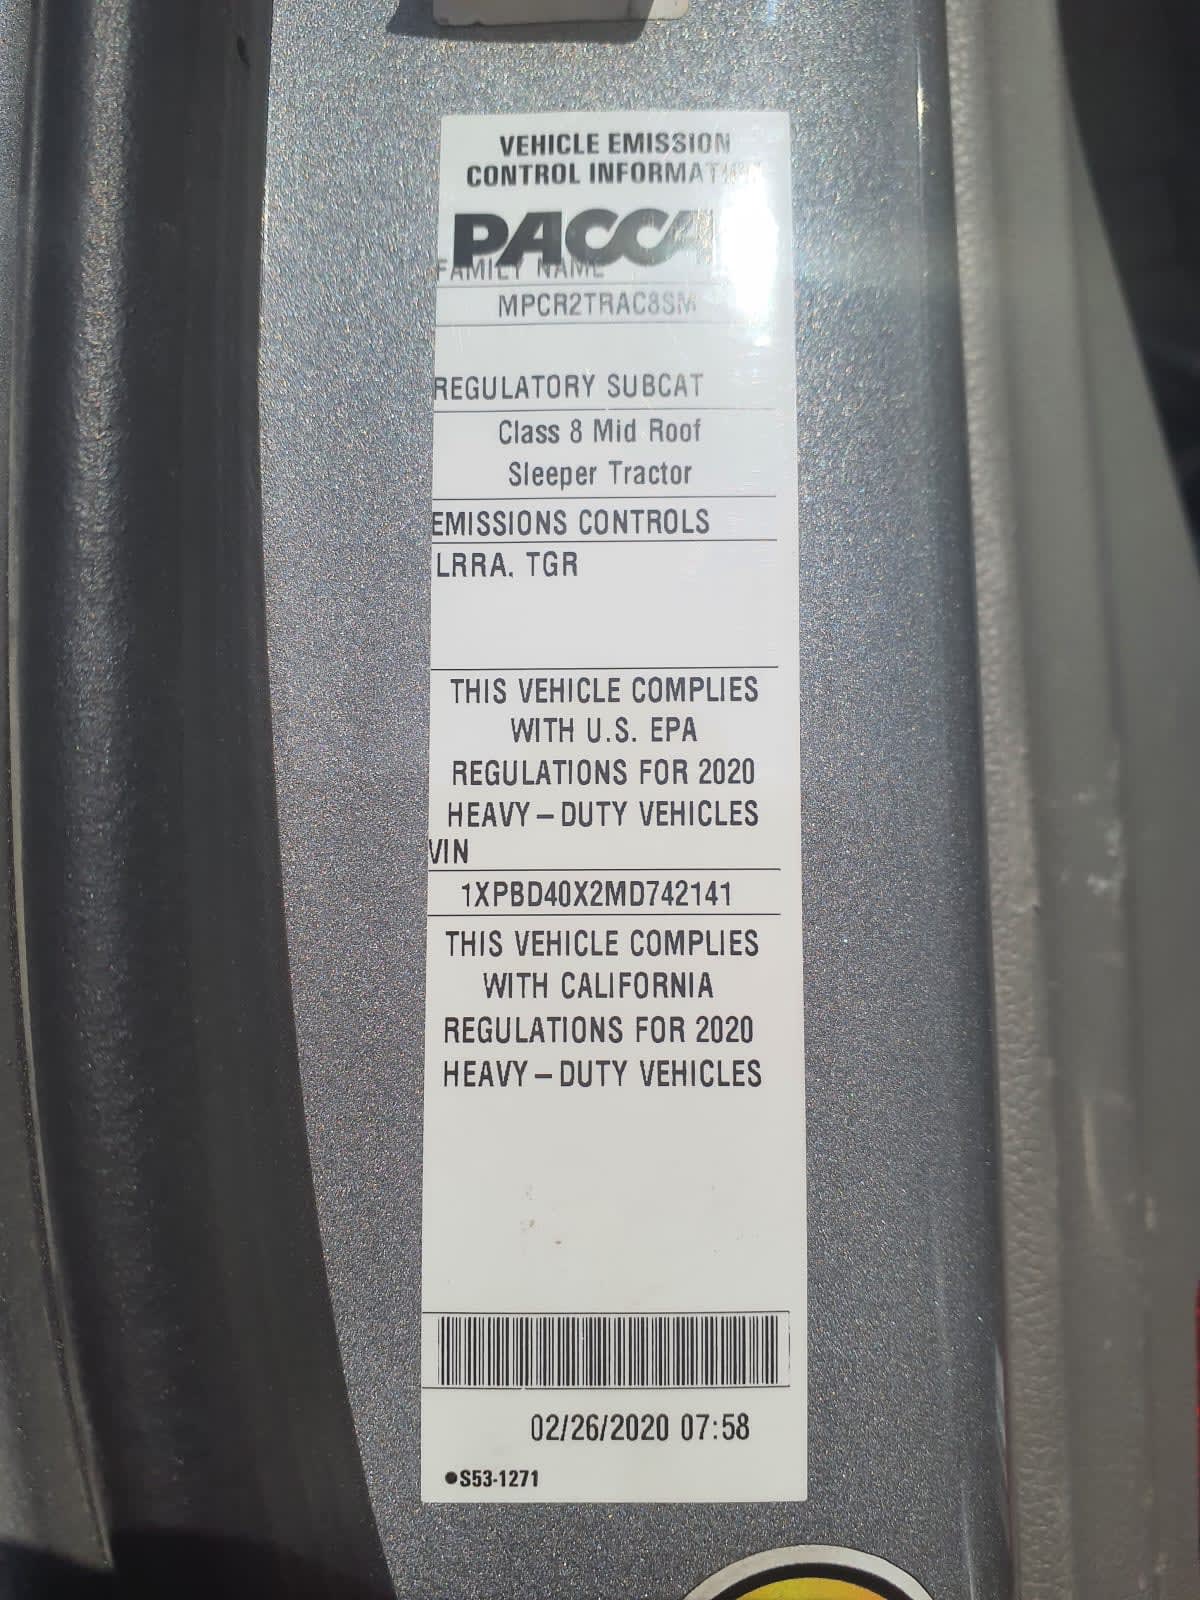 VEHICLE EMISSION
CONTROL INFORMATION
PACCA
FAMILY NAME
MPCR2TRAC8SM
REGULATORY SUBCAT
Class 8 Mid Roof
Sleeper Tractor
EMISSIONS CONTROLS
LRRA. TGR
THIS VEHICLE COMPLIES
WITH U.S. EPA
REGULATIONS FOR 2020
HEAVY – DUTY VEHICLES
VIN
1XPBD40X2MD742141
THIS VEHICLE COMPLIES
WITH CALIFORNIA
REGULATIONS FOR 2020
HEAVY – DUTY VEHICLES
02/26/2020 07:58
●S53-1271